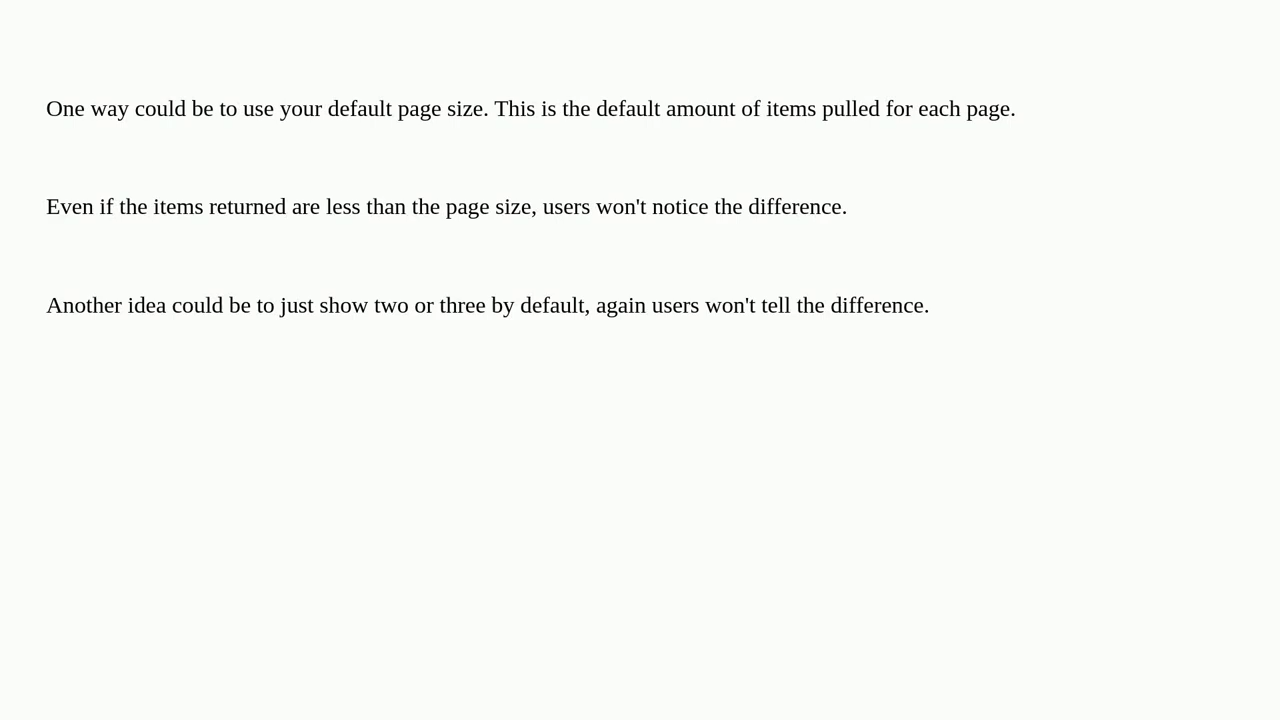 One way could be to use your default page size. This is the default amount of items pulled for each page.
Even if the items returned are less than the page size, users won't notice the difference.
Another idea could be to just show two or three by default, again users won't tell the difference.